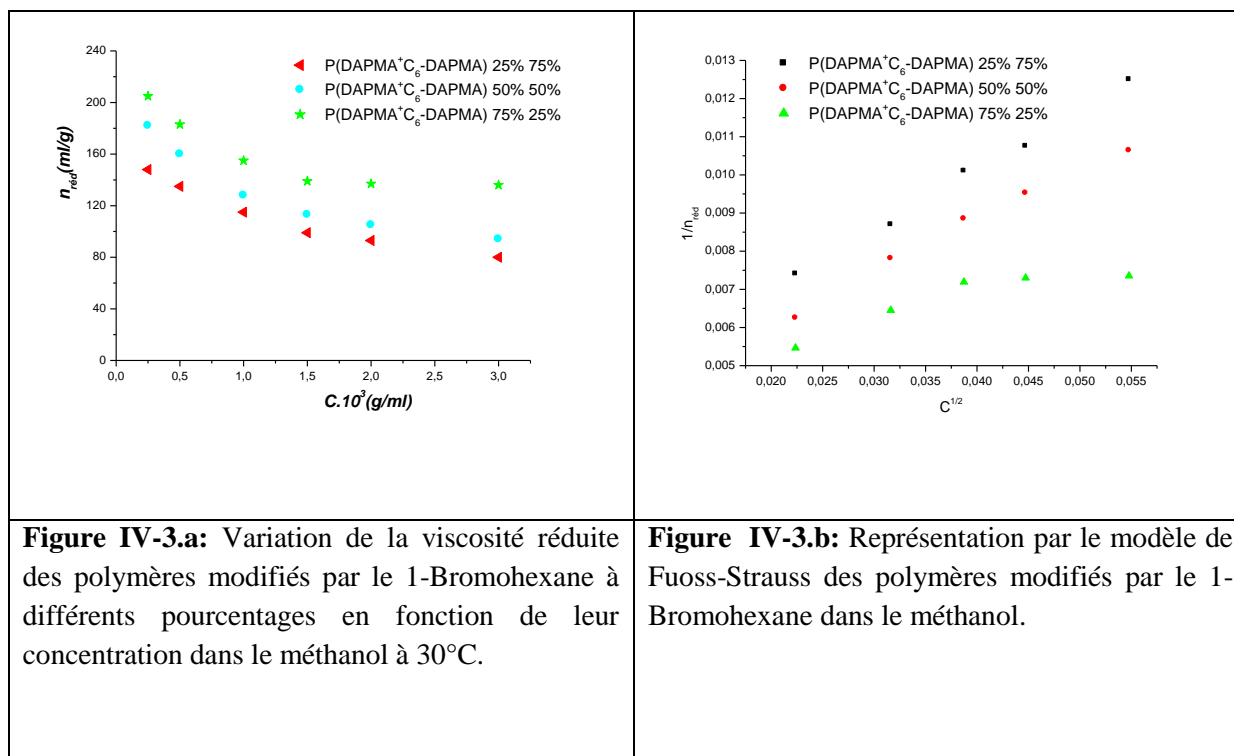 240
200
160
120
80
40
0
n_réd(ml/g)
P(DAPMA⁺C₆-DAPMA) 25% 75%
P(DAPMA⁺C₆-DAPMA) 50% 50%
P(DAPMA⁺C₆-DAPMA) 75% 25%
0,0 0,5 1,0 1,5 2,0 2,5 3,0
C.10³(g/ml)
0,013
0,012
0,011
0,010
0,009
0,008
0,007
0,006
0,005
1/n_réd
P(DAPMA⁺C₆-DAPMA) 25% 75%
P(DAPMA⁺C₆-DAPMA) 50% 50%
P(DAPMA⁺C₆-DAPMA) 75% 25%
0,020 0,025 0,030 0,035 0,040 0,045 0,050 0,055
C^1/2
Figure IV-3.a: Variation de la viscosité réduite
des polymères modifiés par le 1-Bromohexane à
différents pourcentages en fonction de leur
concentration dans le méthanol à 30°C.
Figure IV-3.b: Représentation par le modèle de
Fuoss-Strauss des polymères modifiés par le 1-
Bromohexane dans le méthanol.